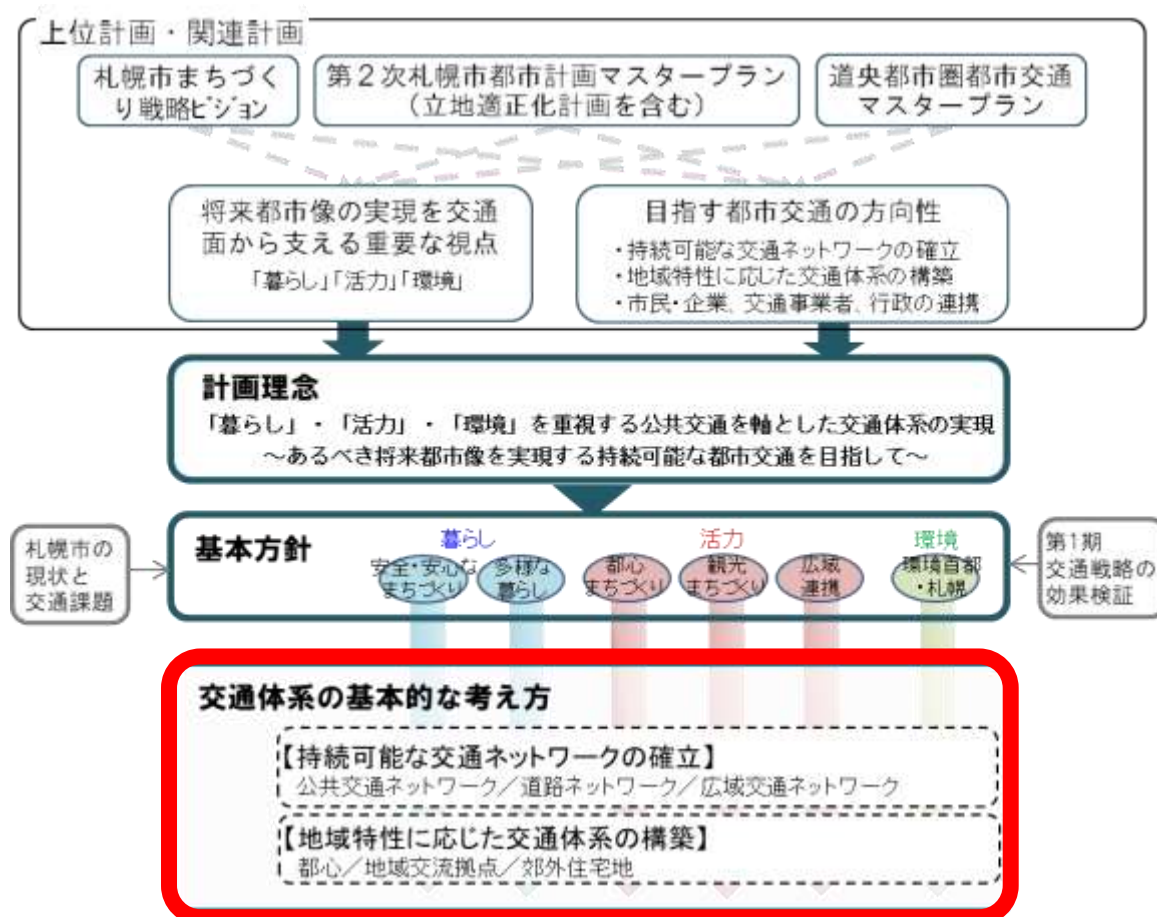 上位計画・関連計画
札幌市まちづく
り戦略ビジョン
第2次札幌市都市計画マスタープラン
(立地適正化計画を含む)
道央都市圏都市交通
マスタープラン
将来都市像の実現を交通
面から支える重要な視点
「暮らし」「活力」「環境」
目指す都市交通の方向性
・持続可能な交通ネットワークの確立
・地域特性に応じた交通体系の構築
・市民・企業、交通事業者、行政の連携
計画理念
「暮らし」・「活力」・「環境」を重視する公共交通を軸とした交通体系の実現
~あるべき将来都市像を実現する持続可能な都市交通を目指して~
札幌市の
現状と
交通課題
基本方針
暮らし
安全・安心な
まちづくり
多様な
暮らし
活力
都心
まちづくり
観光
まちづくり
広域
連携
環境
環境首都
・札幌
第1期
交通戦略の
効果検証
交通体系の基本的な考え方
【持続可能な交通ネットワークの確立】
公共交通ネットワーク/道路ネットワーク/広域交通ネットワーク
【地域特性に応じた交通体系の構築】
都心/地域交流拠点/郊外住宅地